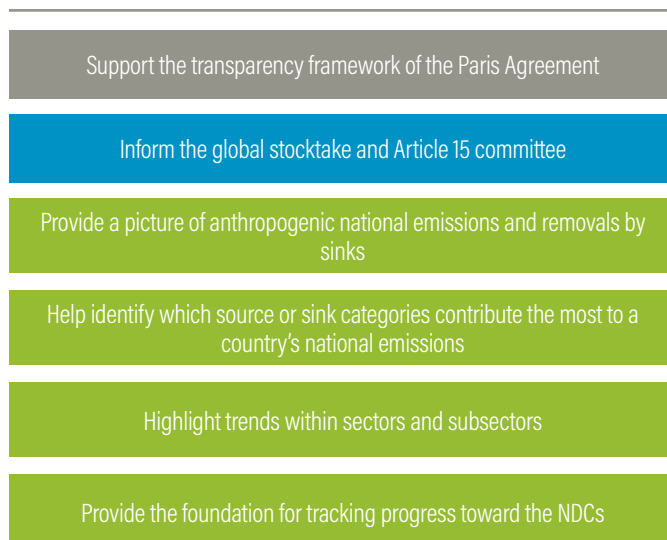 Support the transparency framework of the Paris Agreement
Inform the global stocktake and Article 15 committee
Provide a picture of anthropogenic national emissions and removals by
sinks
Help identify which source or sink categories contribute the most to a
country's national emissions
Highlight trends within sectors and subsectors
Provide the foundation for tracking progress toward the NDCs